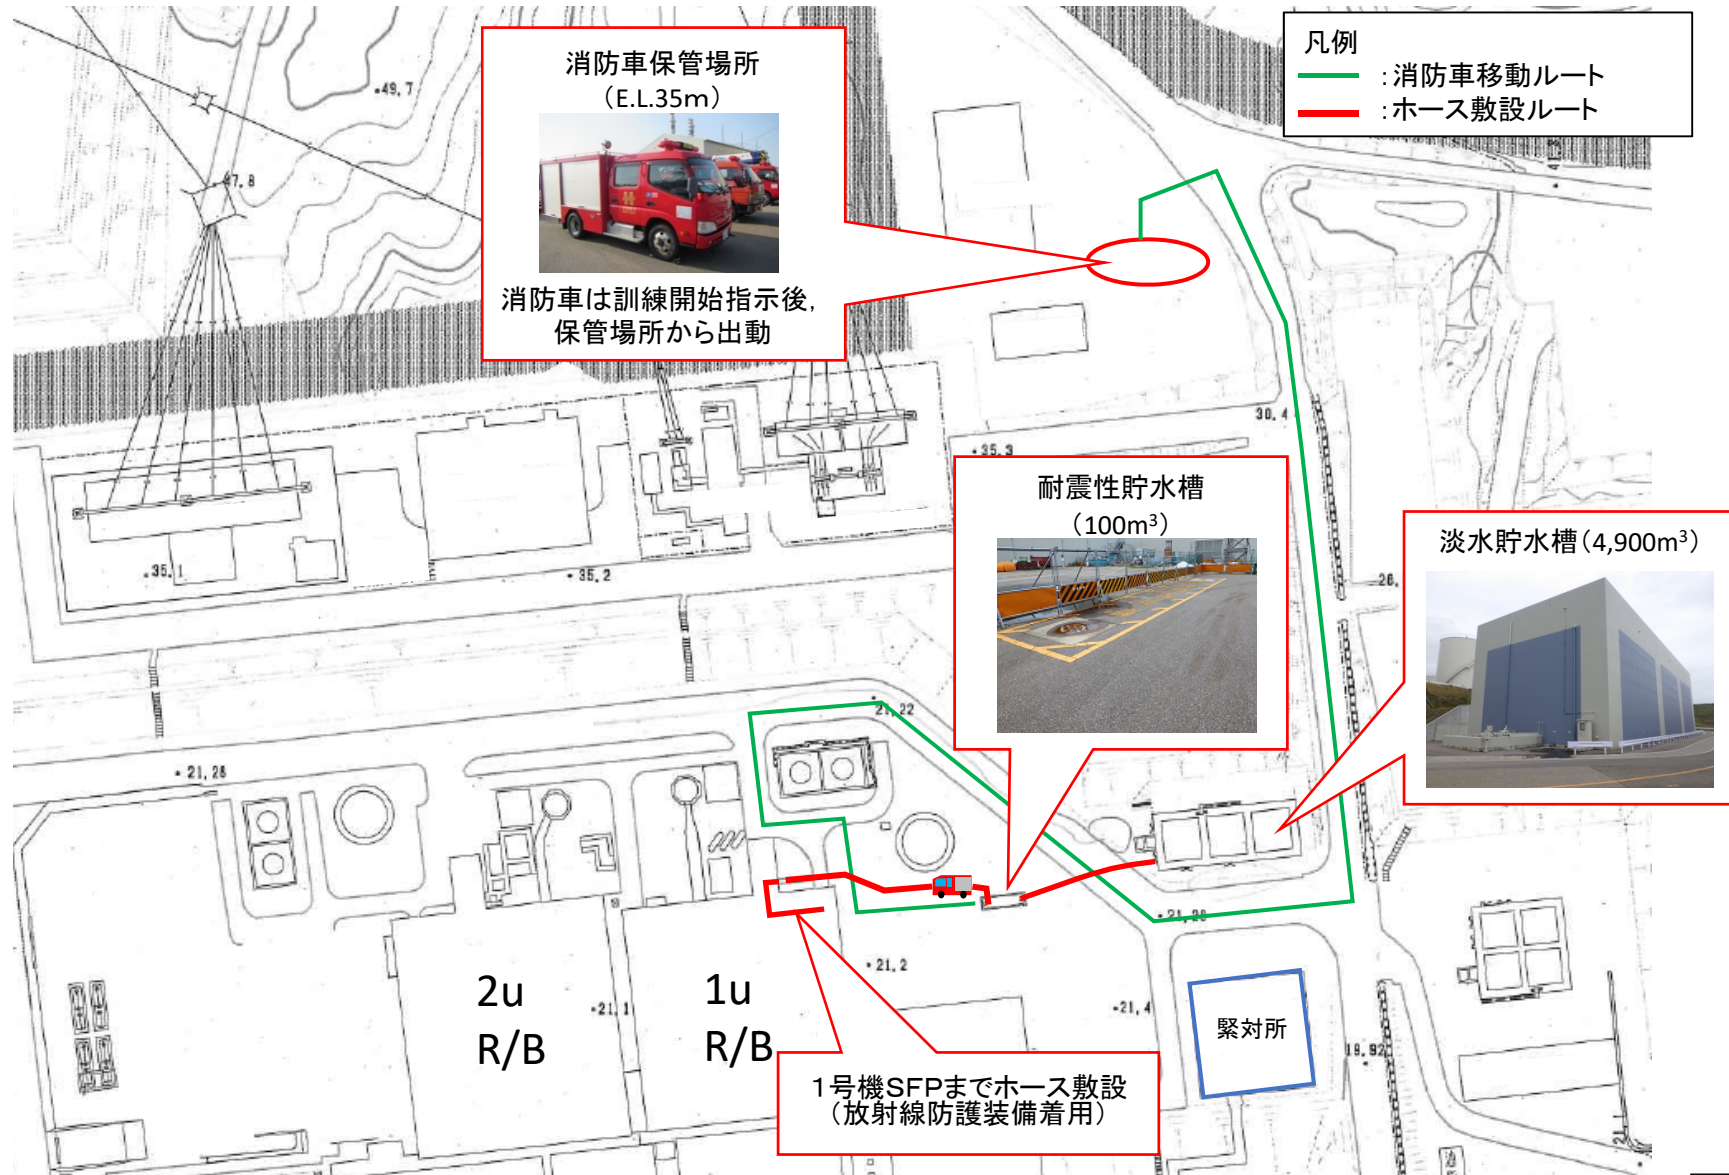 凡例
:消防車移動ルート
:ホース敷設ルート
消防車保管場所
(E.L.35m)
消防車は訓練開始指示後,
保管場所から出動
49.7
47.8
30.4
35.3
耐震性貯水槽
(100m³)
淡水貯水槽(4,900m³)
35.1
35.2
21.22
21.28
21.2
21.1
21.4
19.92
2u
R/B
1u
R/B
緊対所
1号機SFPまでホース敷設
(放射線防護装備着用)